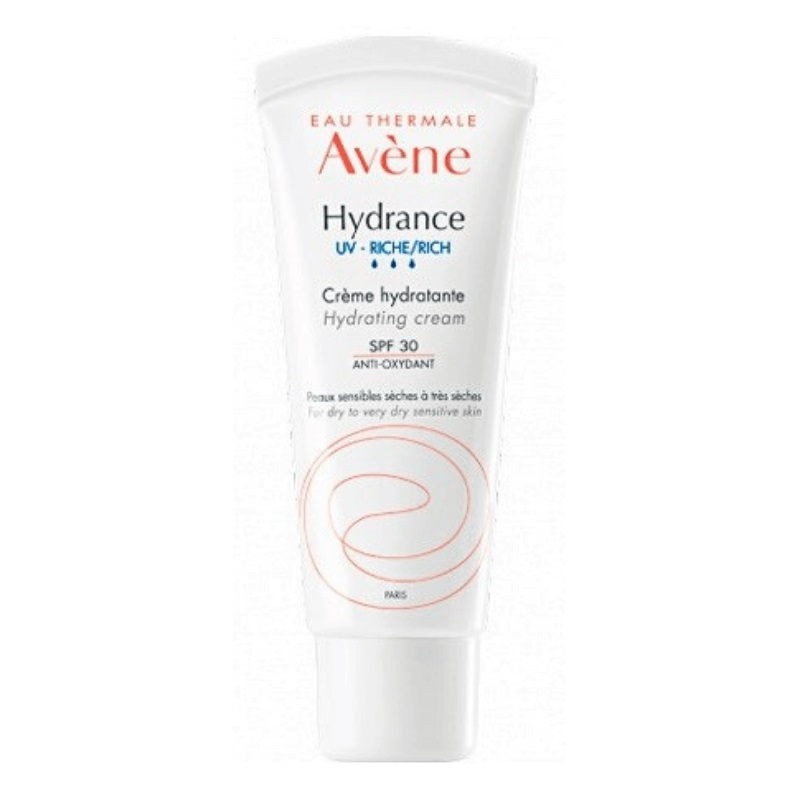 EAU THERMALE
Avène
Hydrance
UV - RICHE/RICH
Crème hydratante
Hydrating cream
SPF 30
ANTI-OXYDANT
Peaux sensibles sèches à très sèches
For dry to very dry sensitive skin
PARIS